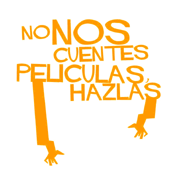 NO NOS
CUENTES
PELICULAS,
HAZLAS